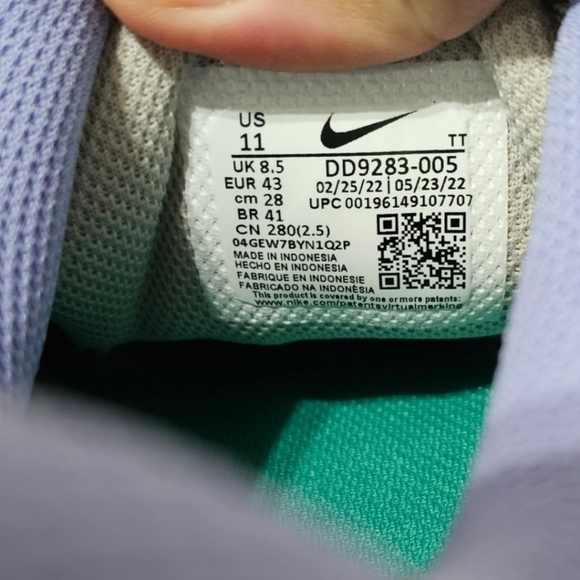 US
11
TT
UK 8.5
DD9283-005
EUR 43
02/25/22 | 05/23/22
cm 28
UPC 00196149107707
BR 41
CN 280(2.5)
04GEW7BYN1Q2P
MADE IN INDONESIA
HECHO EN INDONESIA
FABRIQUE EN INDONESIE
FABRICADO NA INDONESIA
This product is covered by one or more patents:
www.nike.com/patentsvirtualmarking